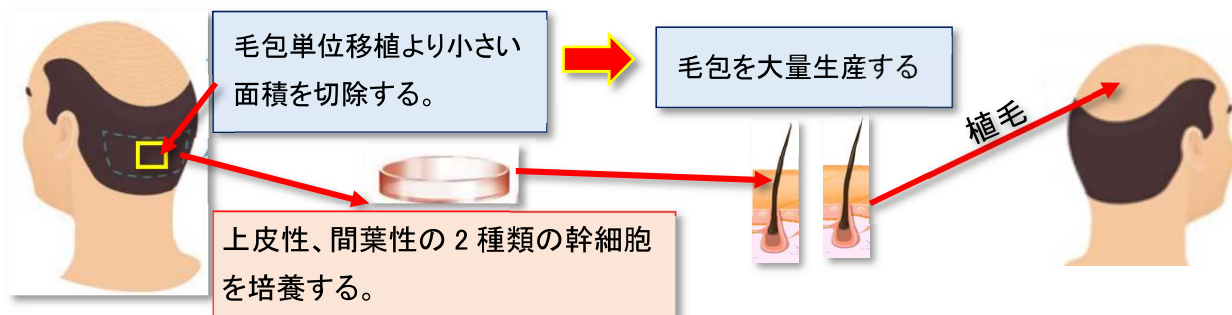 毛包単位移植より小さい
面積を切除する。
毛包を大量生産する
植毛
上皮性、間葉性の2種類の幹細胞
を培養する。